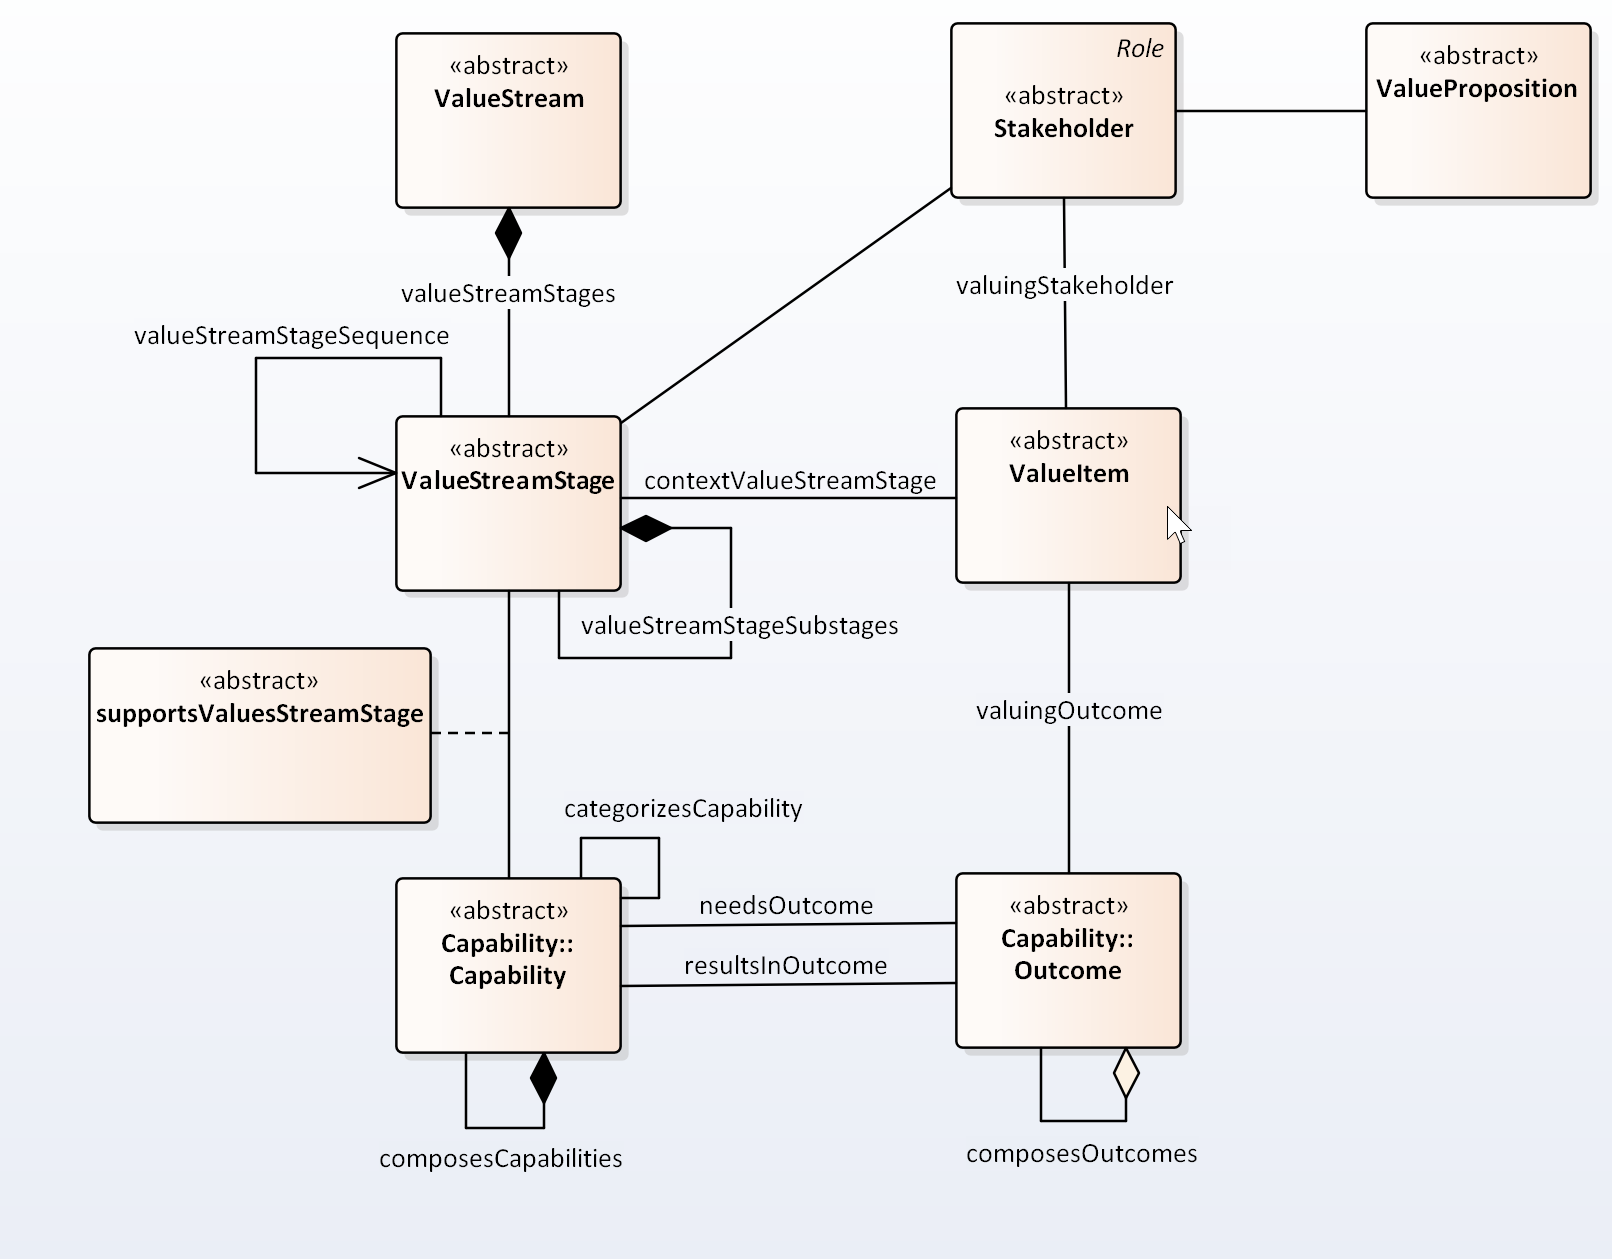 «abstract»
ValueStream
Role
«abstract»
Stakeholder
«abstract»
ValueProposition
valueStreamStages
valuingStakeholder
valueStreamStageSequence
«abstract»
ValueStreamStage
contextValueStreamStage
«abstract»
ValueItem
valueStreamStageSubstages
«abstract»
supportsValuesStreamStage
valuingOutcome
categorizesCapability
«abstract»
Capability::
Capability
needsOutcome
resultsInOutcome
«abstract»
Capability::
Outcome
composesCapabilities
composesOutcomes